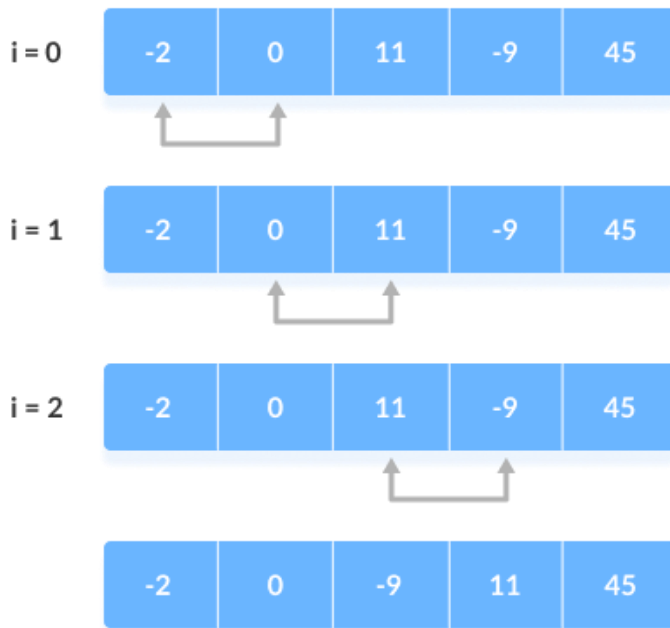 i = 0 -2 0 11 -9 45
i = 1 -2 0 11 -9 45
i = 2 -2 0 11 -9 45
-2 0 -9 11 45